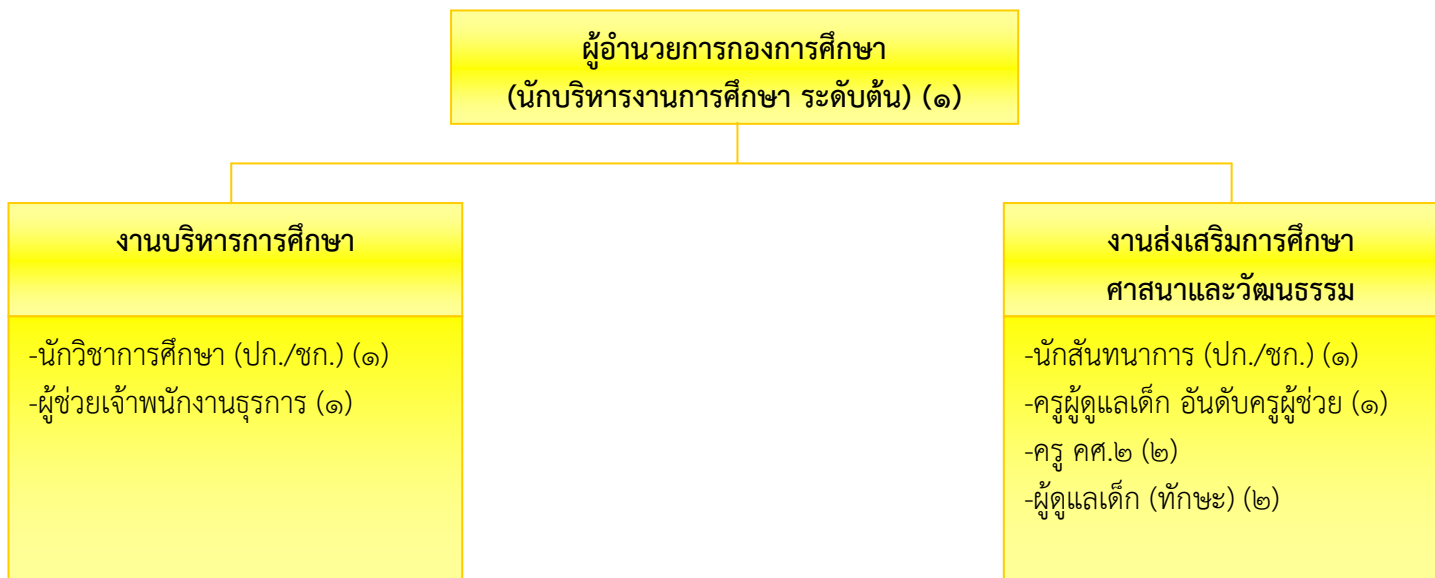 ผู้อำนวยการกองการศึกษา
(นักบริหารงานการศึกษา ระดับต้น) (๑)
งานบริหารการศึกษา
-นักวิชาการศึกษา (ปก./ชก.) (๑)
-ผู้ช่วยเจ้าพนักงานธุรการ (๑)
งานส่งเสริมการศึกษา
ศาสนาและวัฒนธรรม
-นักสันทนาการ (ปก./ชก.) (๑)
-ครูผู้ดูแลเด็ก อันดับครูผู้ช่วย (๑)
-ครู คศ.๒ (๒)
-ผู้ดูแลเด็ก (ทักษะ) (๒)